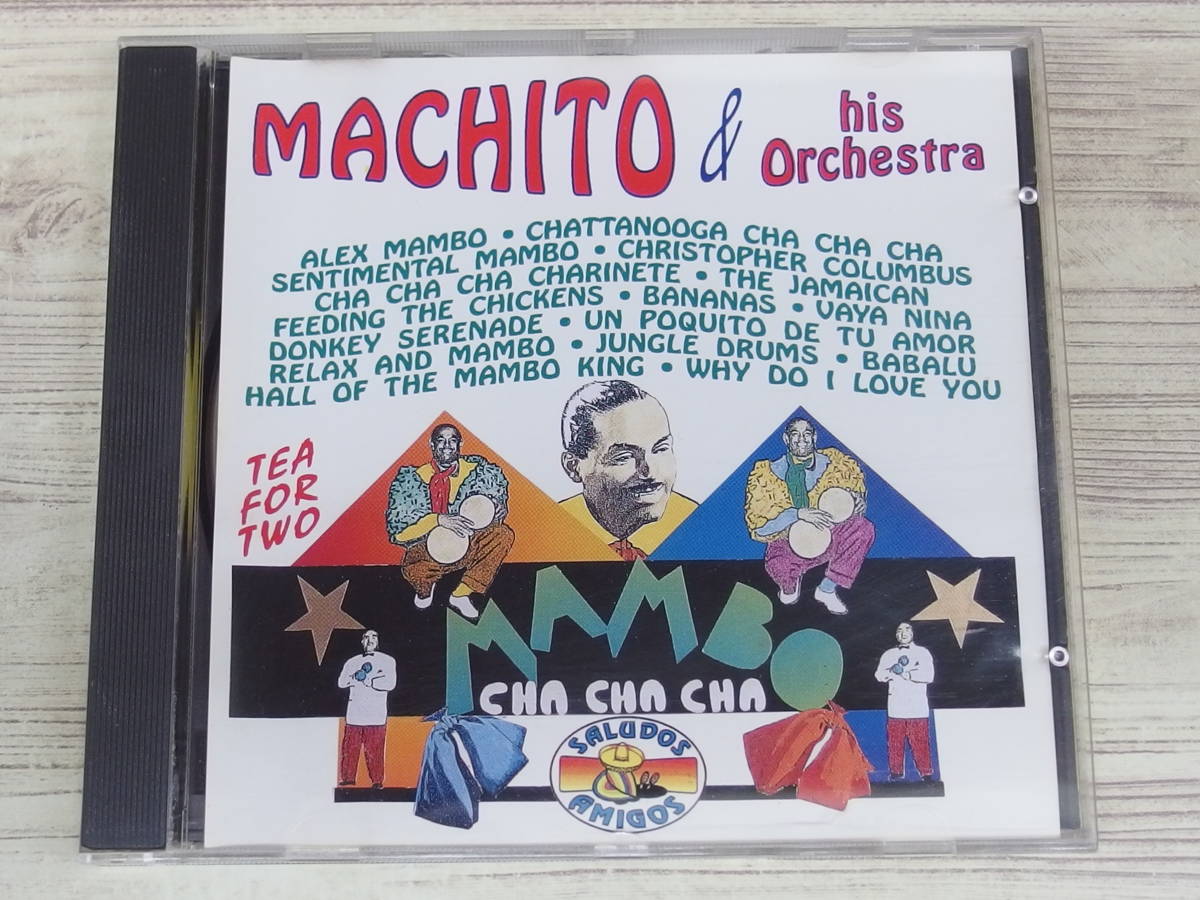 MACHITO & his Orchestra
ALEX MAMBO • CHATTANOOGA CHA CHA CHA
SENTIMENTAL MAMBO • CHRISTOPHER COLUMBUS
CHA CHA CHA CHARINETE • THE JAMAICAN
FEEDING THE CHICKENS • BANANAS • VAYA NINA
DONKEY SERENADE • UN POQUITO DE TU AMOR
RELAX AND MAMBO • JUNGLE DRUMS • BABALU
HALL OF THE MAMBO KING • WHY DO I LOVE YOU
TEA
FOR
TWO
MAMBO
CHA CHA CHA
SALUDOS
AMIGOS